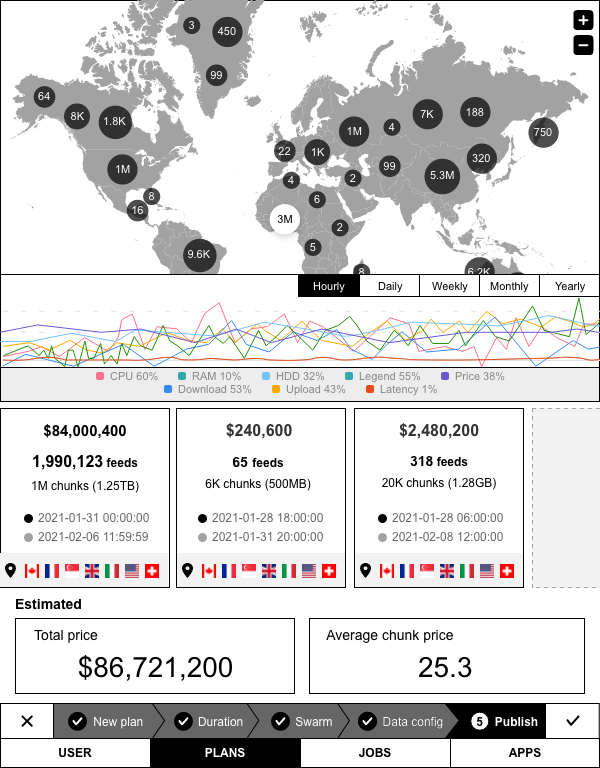 3
450
+
−
99
64
8K
1.8K
7K
188
1M
4
750
22
1K
320
1M
99
5.3M
4
2
8
6
16
3M
2
5
9.6K
8
6.2K
Hourly Daily Weekly Monthly Yearly
CPU 60% RAM 10% HDD 32% Legend 55% Price 38%
Download 53% Upload 43% Latency 1%
$84,000,400
1,990,123 feeds
1M chunks (1.25TB)
2021-01-31 00:00:00
2021-02-06 11:59:59
$240,600
65 feeds
6K chunks (500MB)
2021-01-28 18:00:00
2021-01-31 20:00:00
$2,480,200
318 feeds
20K chunks (1.28GB)
2021-01-28 06:00:00
2021-02-08 12:00:00
Estimated
Total price
$86,721,200
Average chunk price
25.3
New plan Duration Swarm Data config 5 Publish
USER PLANS JOBS APPS